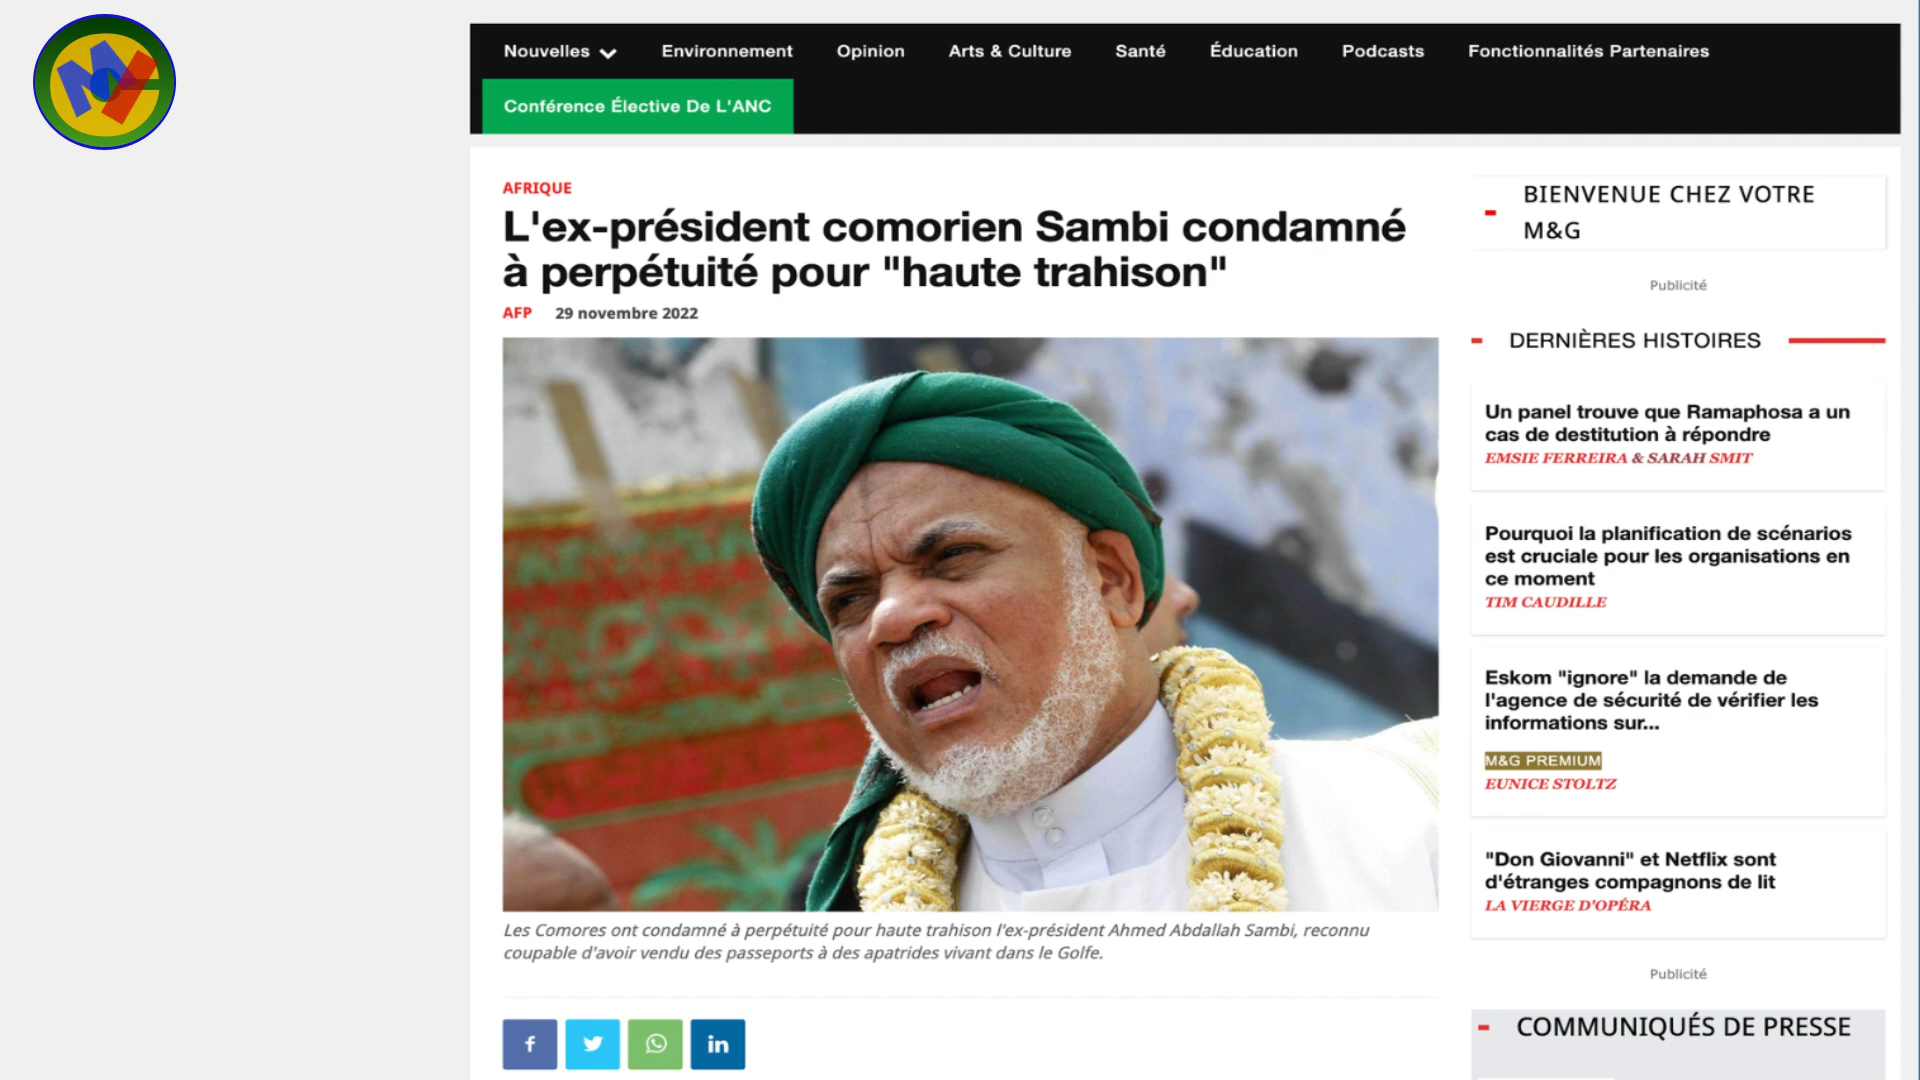 Nouvelles
Environnement
Opinion
Arts & Culture
Santé
Éducation
Podcasts
Fonctionnalités Partenaires
Conférence Élective De L'ANC
AFRIQUE
L'ex-président comorien Sambi condamné
à perpétuité pour "haute trahison"
AFP 29 novembre 2022
Les Comores ont condamné à perpétuité pour haute trahison l'ex-président Ahmed Abdallah Sambi, reconnu
coupable d'avoir vendu des passeports à des apatrides vivant dans le Golfe.
f
in
BIENVENUE CHEZ VOTRE
M&G
Publicité
DERNIÈRES HISTOIRES
Un panel trouve que Ramaphosa a un
cas de destitution à répondre
EMSIE FERREIRA & SARAH SMIT
Pourquoi la planification de scénarios
est cruciale pour les organisations en
ce moment
TIM CAUDILLE
Eskom "ignore" la demande de
l'agence de sécurité de vérifier les
informations sur...
M&G PREMIUM
EUNICE STOLTZ
"Don Giovanni" et Netflix sont
d'étranges compagnons de lit
LA VIERGE D'OPÉRA
Publicité
COMMUNIQUÉS DE PRESSE